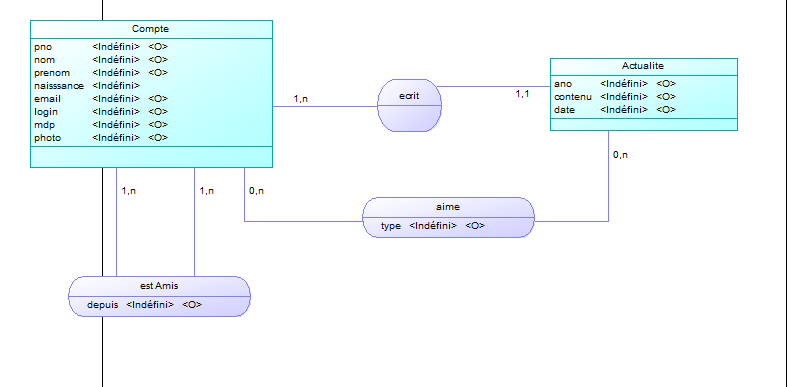 Compte
pno <Indéfini> <O>
nom <Indéfini> <O>
prenom <Indéfini> <O>
naisssance <Indéfini>
email <Indéfini> <O>
login <Indéfini> <O>
mdp <Indéfini> <O>
photo <Indéfini> <O>
Actualite
ano <Indéfini> <O>
contenu <Indéfini> <O>
date <Indéfini> <O>
1,n
ecrit
1,1
1,n
1,n
0,n
0,n
aime
type <Indéfini> <O>
est Amis
depuis <Indéfini> <O>